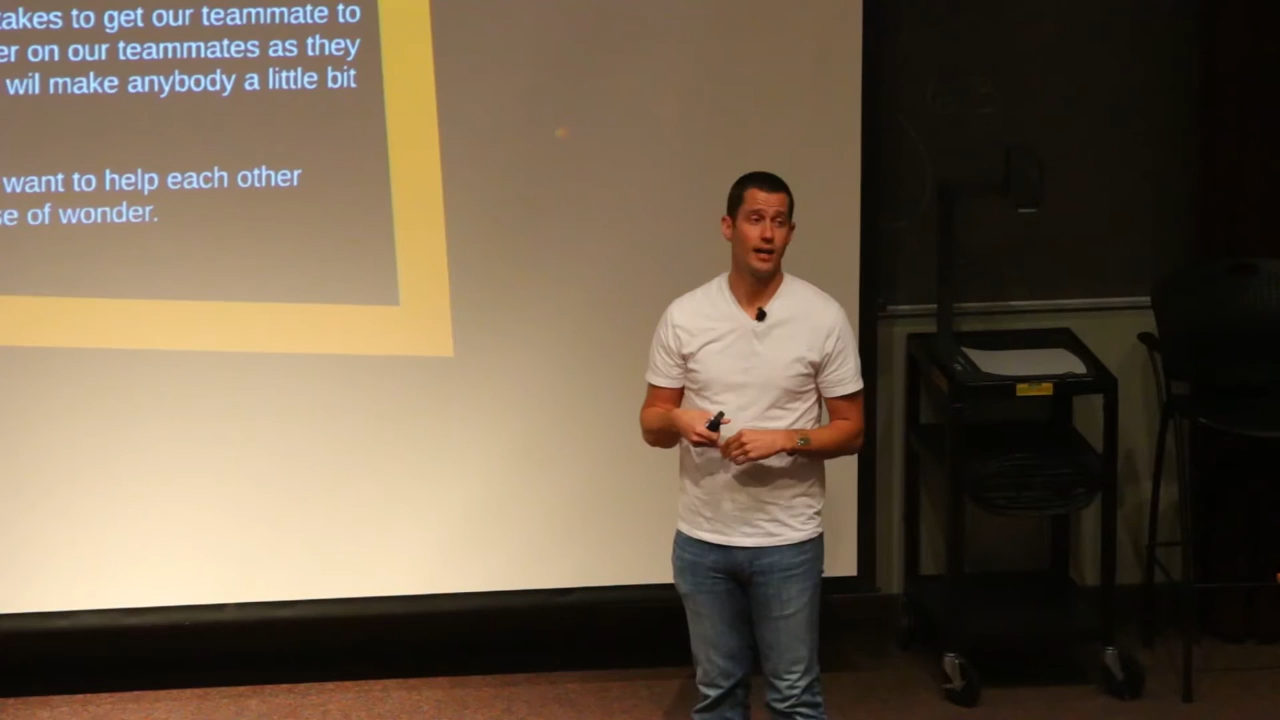 takes to get our teammate to
er on our teammates as they
wil make anybody a little bit
want to help each other
se of wonder.